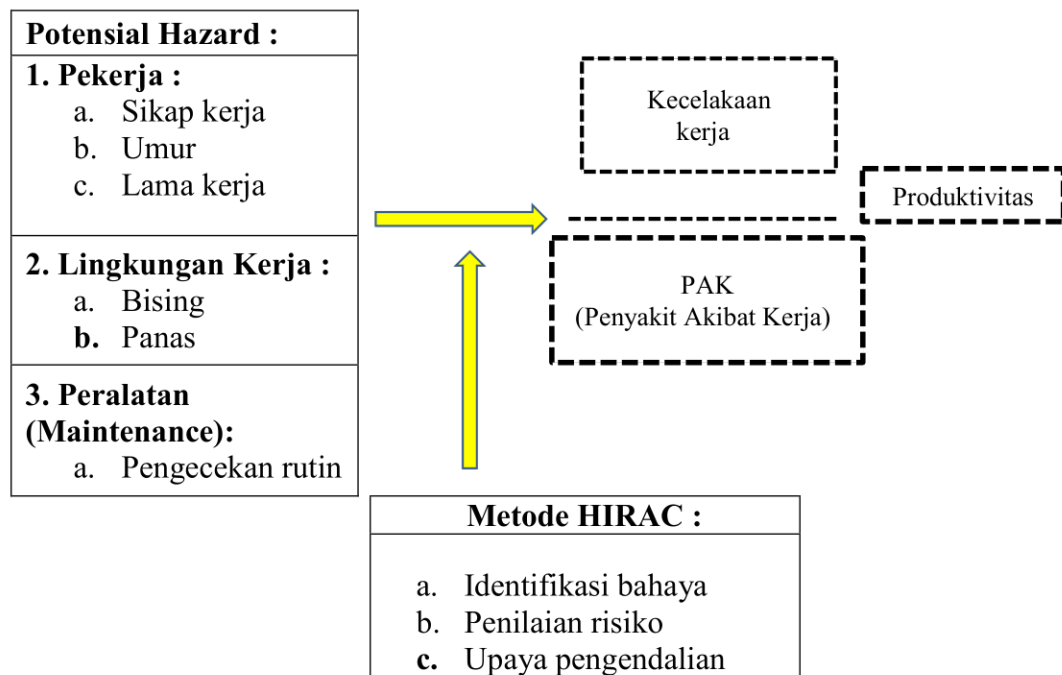 Potensial Hazard :
1. Pekerja :
a. Sikap kerja
b. Umur
c. Lama kerja
2. Lingkungan Kerja :
a. Bising
b. Panas
3. Peralatan
(Maintenance):
a. Pengecekan rutin
Kecelakaan
kerja
Produktivitas
PAK
(Penyakit Akibat Kerja)
Metode HIRAC :
a. Identifikasi bahaya
b. Penilaian risiko
c. Upaya pengendalian